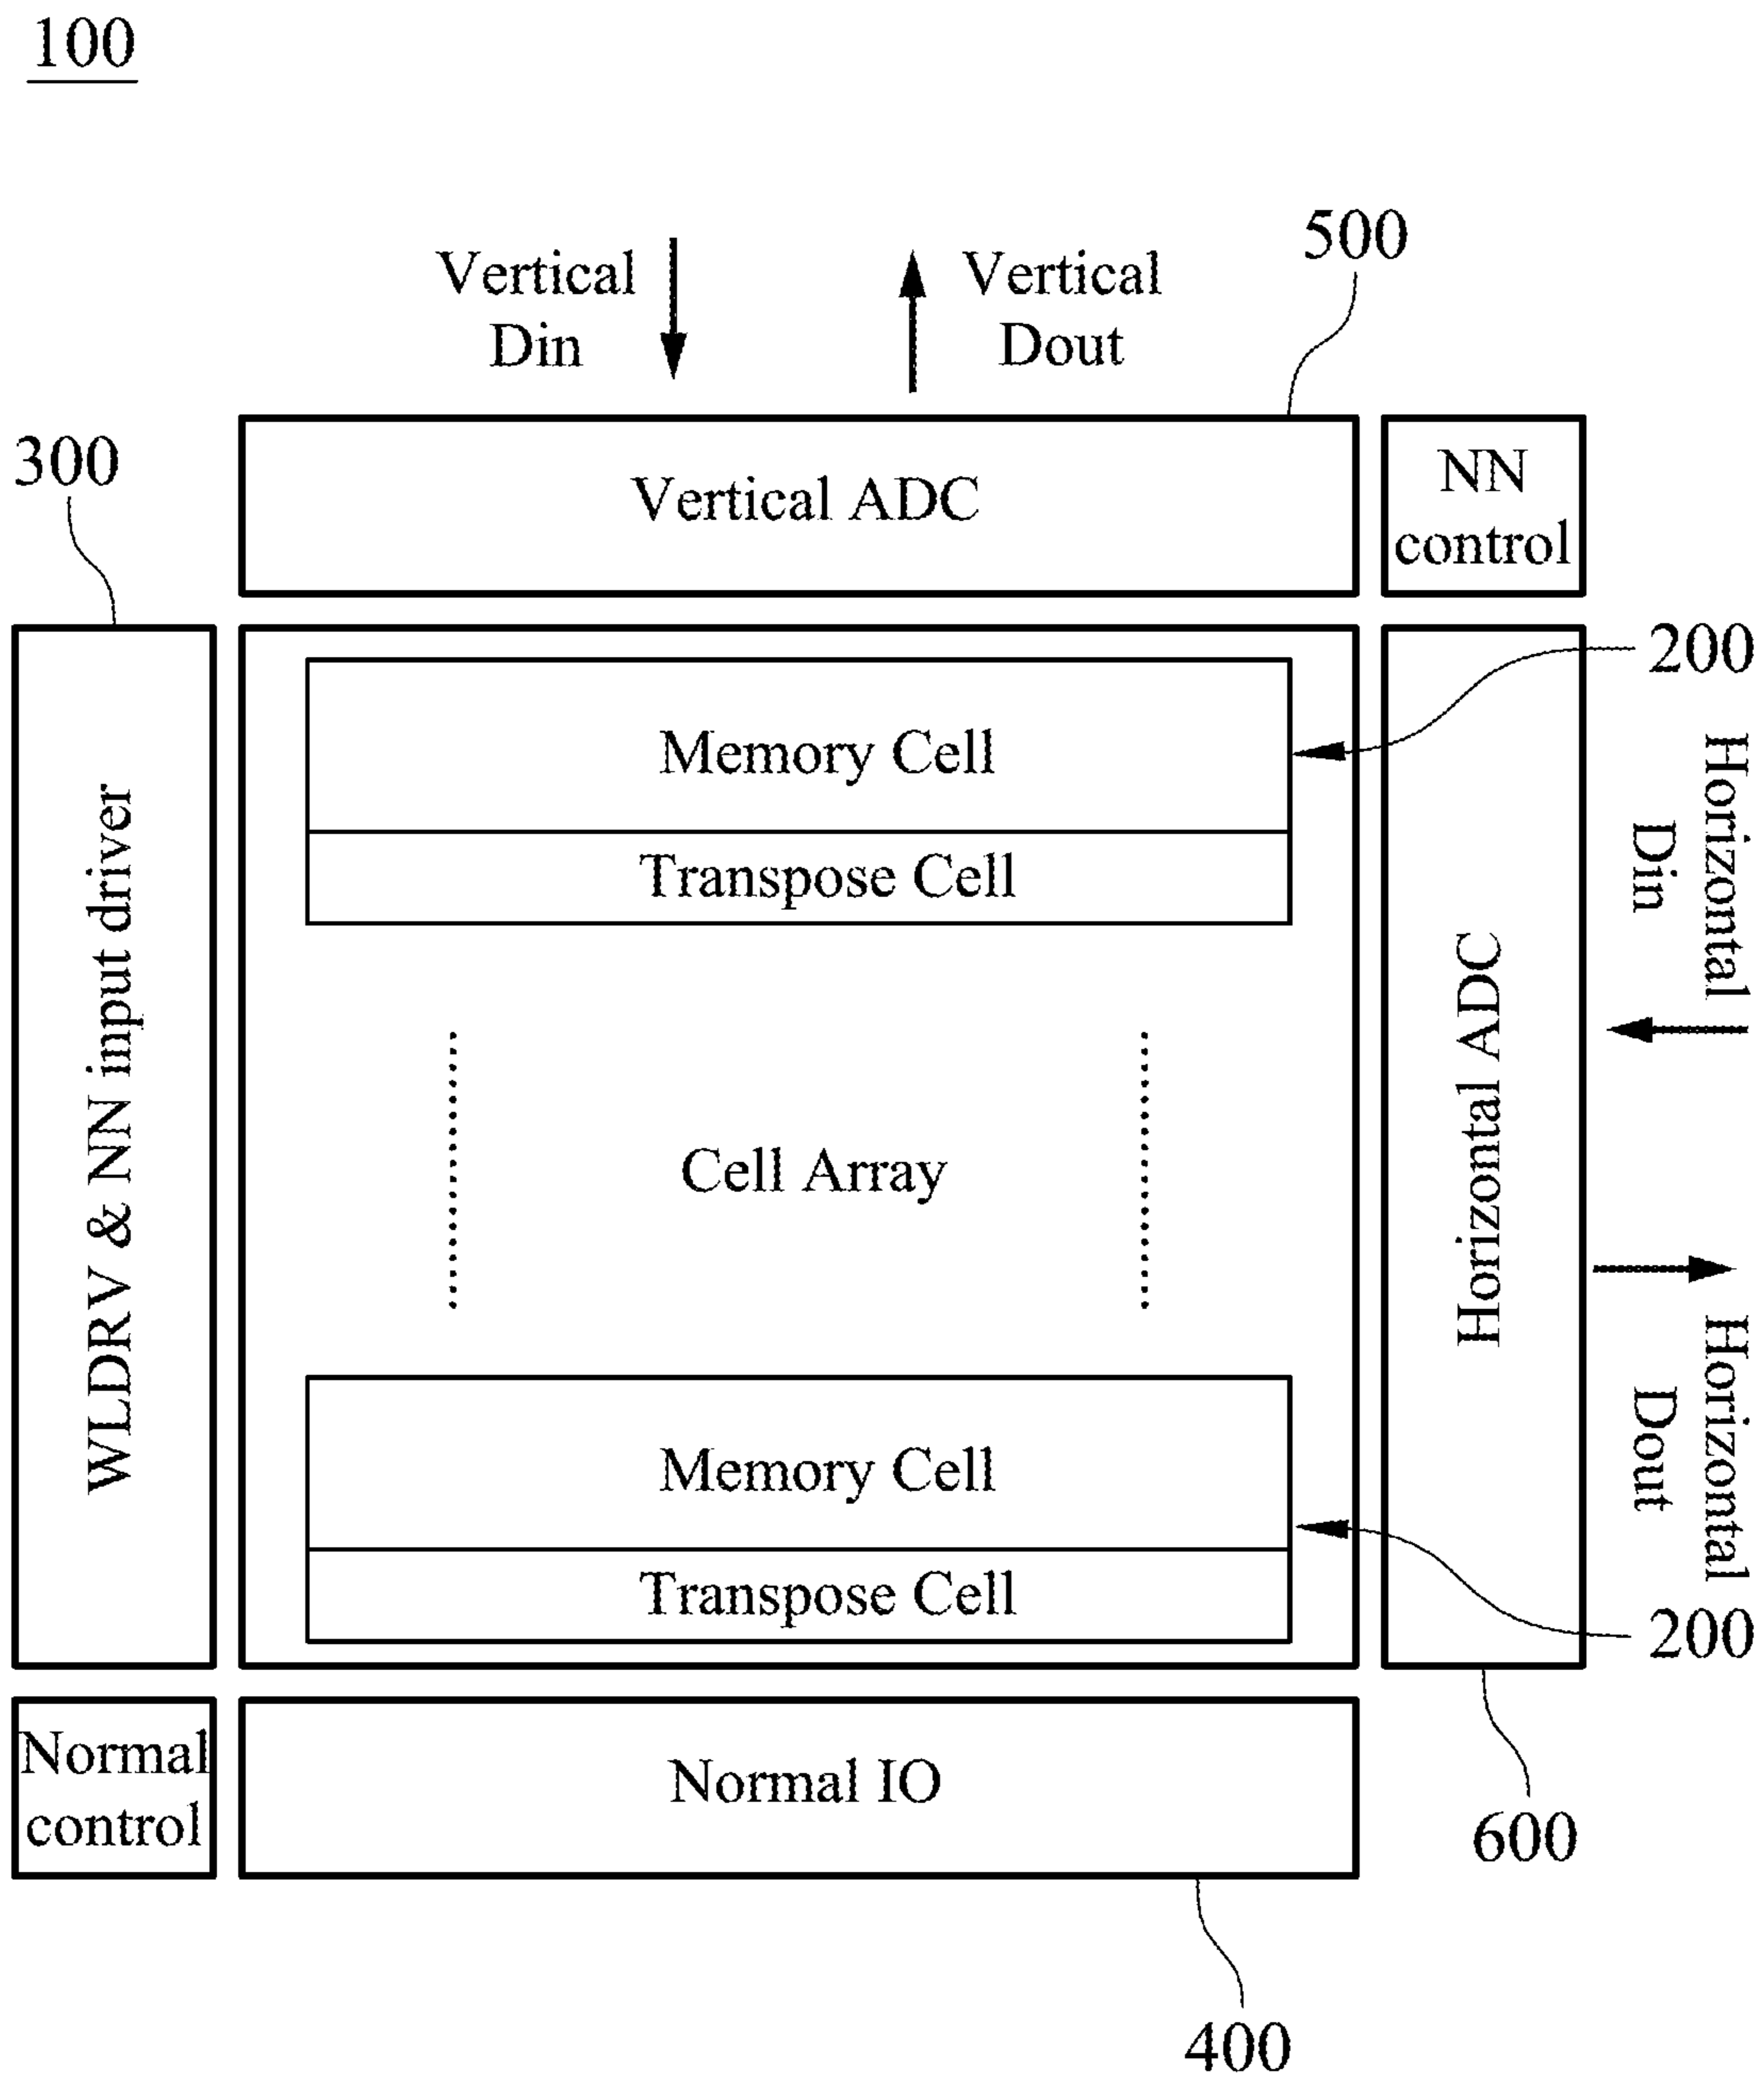 100
500
Vertical
Din
Vertical
Dout
300
Vertical ADC
NN
control
200
WLDRV & NN input driver
Memory Cell
Transpose Cell
Horizontal
Din
Cell Array
Horizontal ADC
Horizontal
Dout
Memory Cell
Transpose Cell
200
Normal
control
Normal IO
600
400